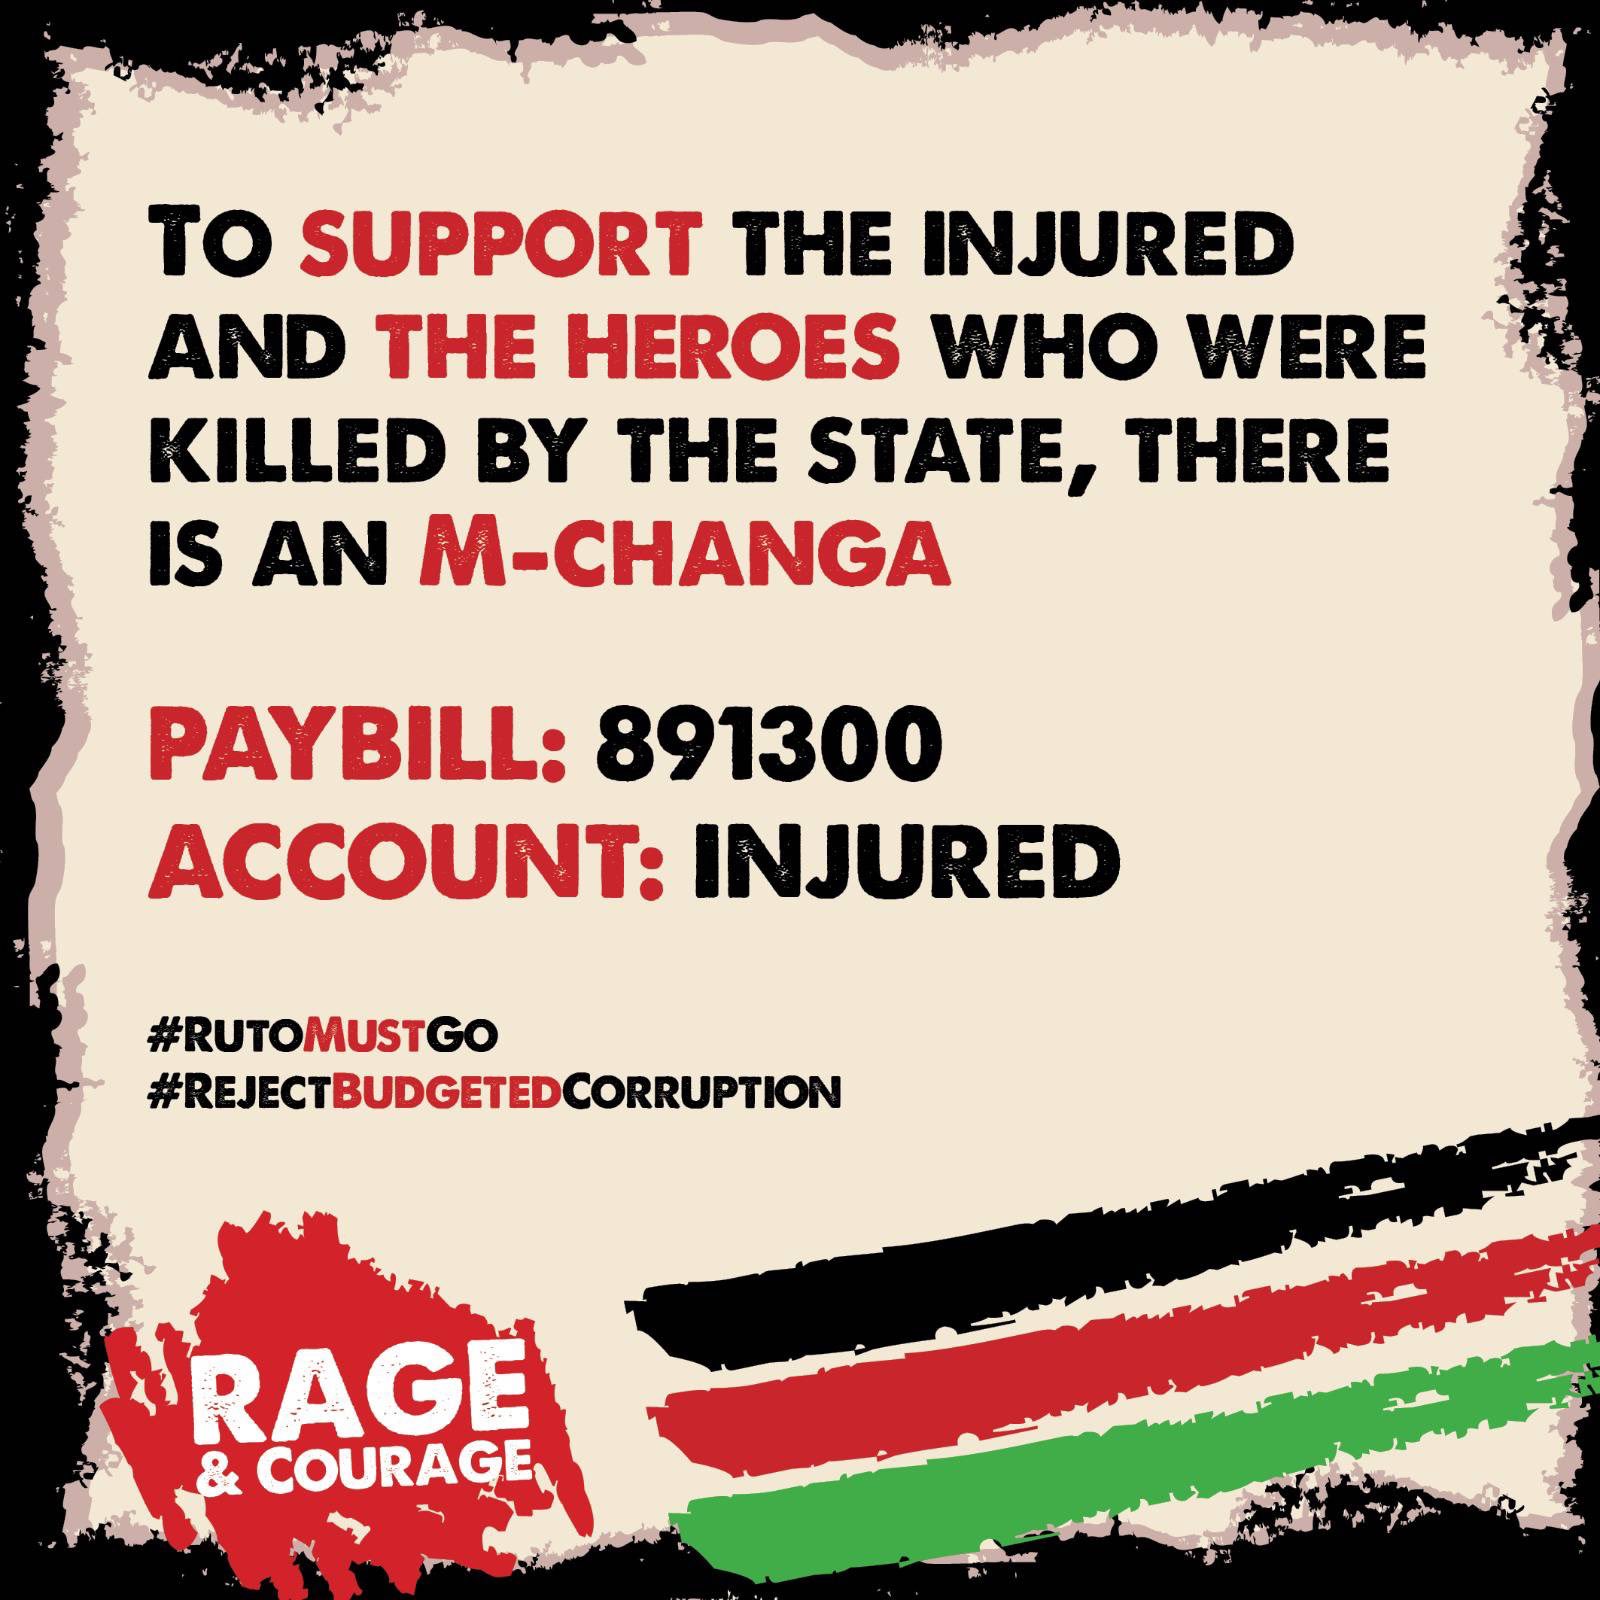 TO SUPPORT THE INJURED
AND THE HEROES WHO WERE
KILLED BY THE STATE, THERE
IS AN M-CHANGA
PAYBILL: 891300
ACCOUNT: INJURED
#RUTOMUSTGO
#REJECTBUDGETEDCORRUPTION
RAGE
& COURAGE